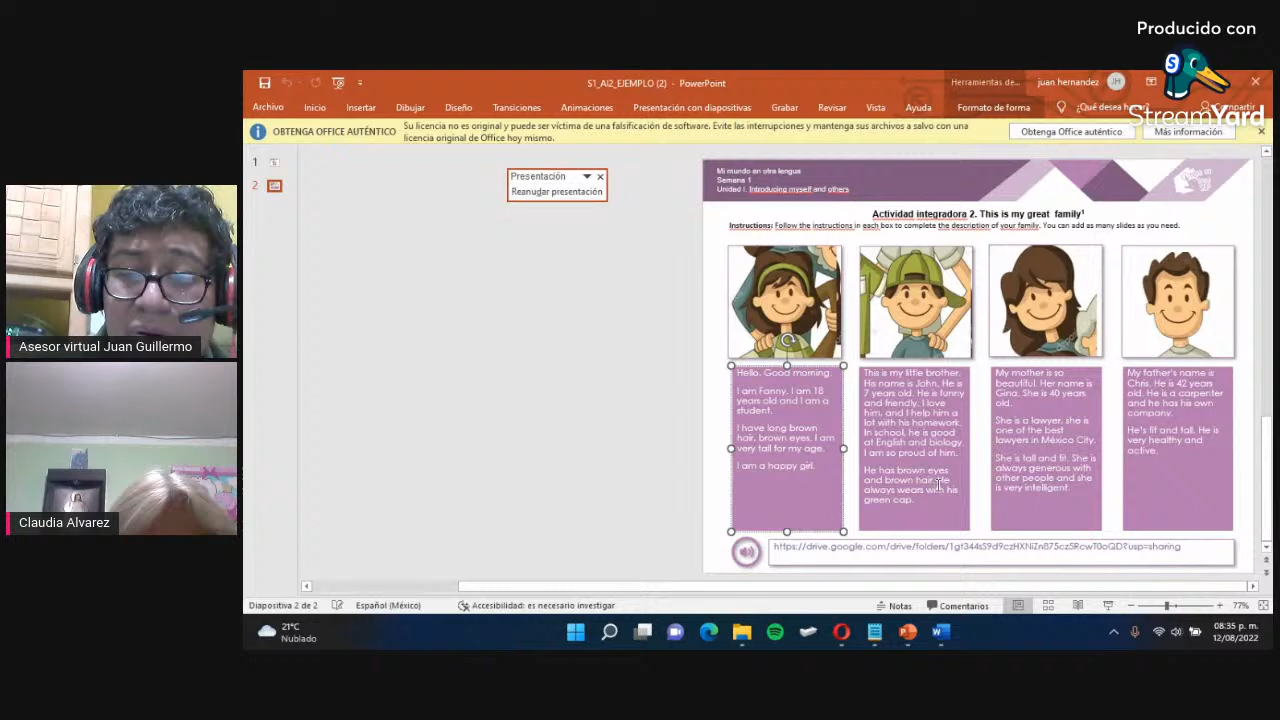 Producido con
StreamYard
S1_AI2_EJEMPLO (2) - PowerPoint
Herramientas de...
juan hernandez
JH
Archivo
Inicio
Insertar
Dibujar
Diseño
Transiciones
Animaciones
Presentación con diapositivas
Grabar
Revisar
Vista
Ayuda
Formato de forma
OBTENGA OFFICE AUTÉNTICO
Su licencia no es original y puede ser víctima de una falsificación de software. Evite las interrupciones y mantenga sus archivos a salvo con una
licencia original de Office hoy mismo.
Obtenga Office auténtico
Más información
1
2
Presentación
Reanudar presentación
Mi mundo en otra lengua
Semana 1
Unidad I. Introducing myself and others
Actividad integradora 2. This is my great family¹
Instructions: Follow the instructions in each box to complete the description of your family. You can add as many slides as you need.
Hello. Good morning.
I am Fanny. I am 18
years old and I am a
student.
I have long brown
hair, brown eyes. I am
very tall for my age.
I am a happy girl.
This is my little brother.
His name is John. He is
7 years old. He is funny
and friendly. I love
him, and I help him a
lot with his homework.
In school, he is good
at English and biology
I am so proud of him.
He has brown eyes
and brown hair. He
always wears with his
green cap.
My mother is so
beautiful. Her name is
Gina. She is 40 years
old.
She is a lawyer, she is
one of the best
lawyers in México City.
She is tall and fit. She is
always generous with
other people and she
is very intelligent.
My father's name is
Chris. He is 42 years
old. He is a carpenter
and he has his own
company.
He's fit and tall. He is
very healthy and
active.
https://drive.google.com/drive/folders/1gt344sS9d9czHXNiZn875cz5RcwT0oQD?usp=sharing
Asesor virtual Juan Guillermo
Claudia Alvarez
Diapositiva 2 de 2
Español (México)
Accesibilidad: es necesario investigar
Notas
Comentarios
77%
21°C
Nublado
08:35 p. m.
12/08/2022